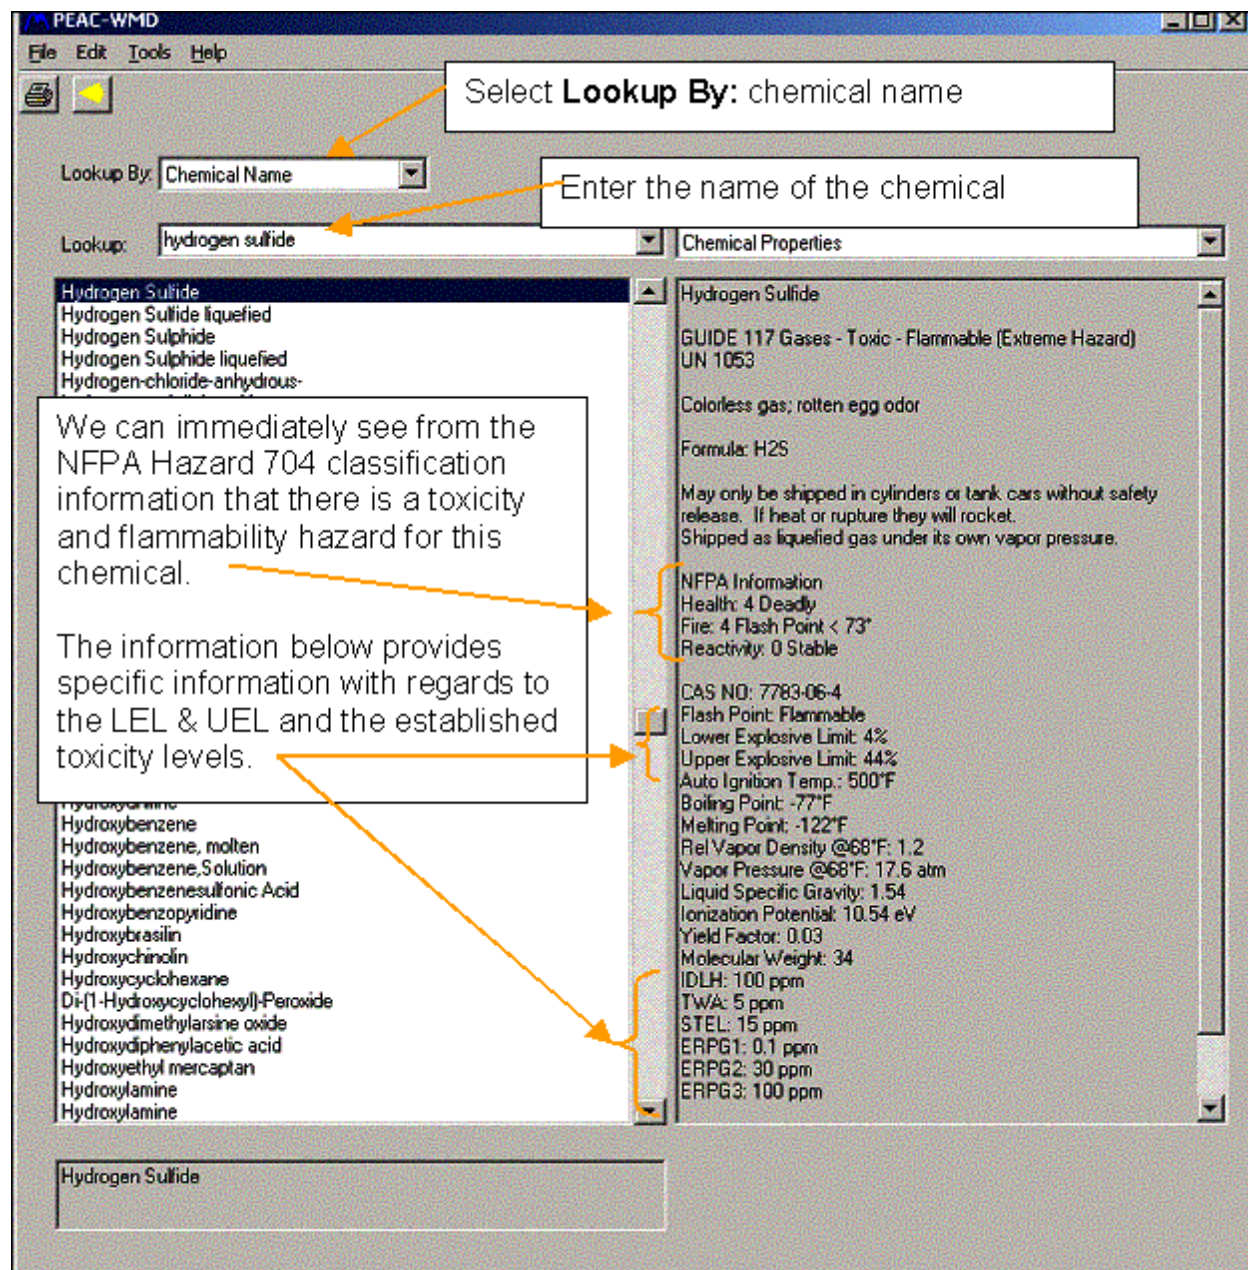 PEAC-WMD
File Edit Tools Help
Select Lookup By: chemical name
Lookup By: Chemical Name
Enter the name of the chemical
Lookup: hydrogen sulfide
Chemical Properties
Hydrogen Sulfide
Hydrogen Sulfide liquefied
Hydrogen Sulphide
Hydrogen Sulphide liquefied
Hydrogen-chloride-anhydrous-
We can immediately see from the
NFPA Hazard 704 classification
information that there is a toxicity
and flammability hazard for this
chemical.
The information below provides
specific information with regards to
the LEL & UEL and the established
toxicity levels.
Hydroxybenzene
Hydroxybenzene, molten
Hydroxybenzene,Solution
Hydroxybenzenesulfonic Acid
Hydroxybenzopyridine
Hydroxybrasilin
Hydroxychinolin
Hydroxycyclohexane
Di-(1-Hydroxycyclohexyl)-Peroxide
Hydroxydimethylarsine oxide
Hydroxydiphenylacetic acid
Hydroxyethyl mercaptan
Hydroxylamine
Hydroxylamine
Hydrogen Sulfide
GUIDE 117 Gases - Toxic - Flammable (Extreme Hazard)
UN 1053
Colorless gas; rotten egg odor
Formula: H2S
May only be shipped in cylinders or tank cars without safety
release. If heat or rupture they will rocket.
Shipped as liquefied gas under its own vapor pressure.
NFPA Information
Health: 4 Deadly
Fire: 4 Flash Point < 73°
Reactivity: 0 Stable
CAS NO: 7783-06-4
Flash Point: Flammable
Lower Explosive Limit: 4%
Upper Explosive Limit: 44%
Auto Ignition Temp.: 500°F
Boiling Point: -77°F
Melting Point: -122°F
Rel Vapor Density @68°F: 1.2
Vapor Pressure @68°F: 17.6 atm
Liquid Specific Gravity: 1.54
Ionization Potential: 10.54 eV
Yield Factor: 0.03
Molecular Weight: 34
IDLH: 100 ppm
TWA: 5 ppm
STEL: 15 ppm
ERPG1: 0.1 ppm
ERPG2: 30 ppm
ERPG3: 100 ppm
Hydrogen Sulfide